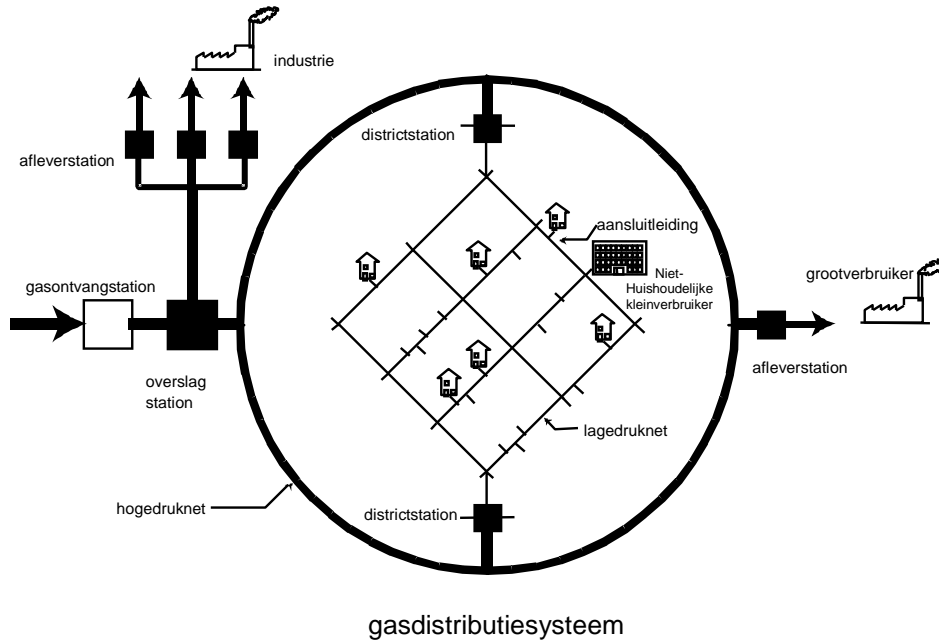 industrie
districtstation
afleverstation
aansluitleiding
Niet-
Huishoudelijke
kleinverbruiker
grootverbruiker
gasontvangstation
overslag
station
afleverstation
lagedruknet
hogedruknet
districtstation
gasdistributiesysteem